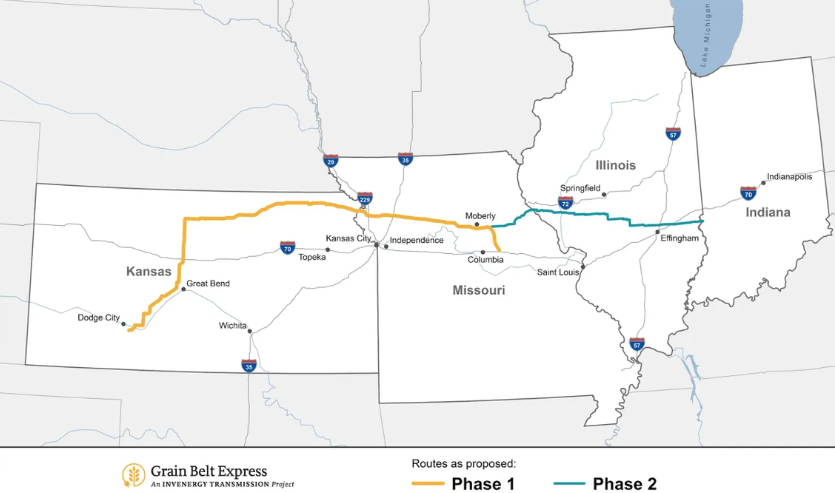 Lake Michigan
57
Illinois
29
35
Indianapolis
Springfield
70
229
72
Indiana
Moberly
Kansas City
Independence
Effingham
70
Topeka
Columbia
Saint Louis
Kansas
Great Bend
Missouri
Dodge City
Wichita
57
35
Routes as proposed:
Grain Belt Express
An INVENERGY TRANSMISSION Project
Phase 1
Phase 2